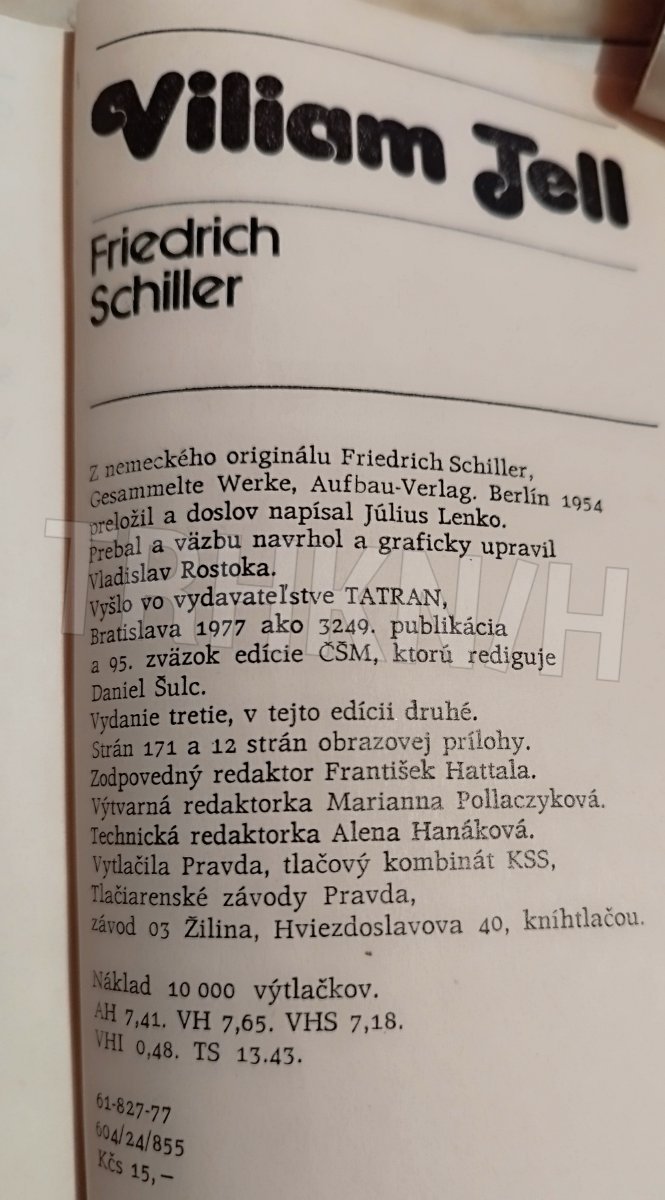 Viliam Tell
Friedrich
Schiller
Z nemeckého originálu Friedrich Schiller,
Gesammelte Werke, Aufbau-Verlag. Berlín 1954
preložil a doslov napísal Július Lenko.
Prebal a väzbu navrhol a graficky upravil
Vladislav Rostoka.
Vyšlo vo vydavateľstve TATRAN,
Bratislava 1977 ako 3249. publikácia
a 95. zväzok edície ČŠM, ktorú rediguje
Daniel Šulc.
Vydanie tretie, v tejto edícii druhé.
Strán 171 a 12 strán obrazovej prílohy.
Zodpovedný redaktor František Hattala.
Výtvarná redaktorka Marianna Pollaczyková.
Technická redaktorka Alena Hanáková.
Vytlačila Pravda, tlačový kombinát KSS,
Tlačiarenské závody Pravda,
závod 03 Žilina, Hviezdoslavova 40, kníhtlačou.
Náklad 10 000 výtlačkov.
AH 7,41. VH 7,65. VHS 7,18.
VHI 0,48. TS 13.43.
61-827-77
604/24/855
Kčs 15,—